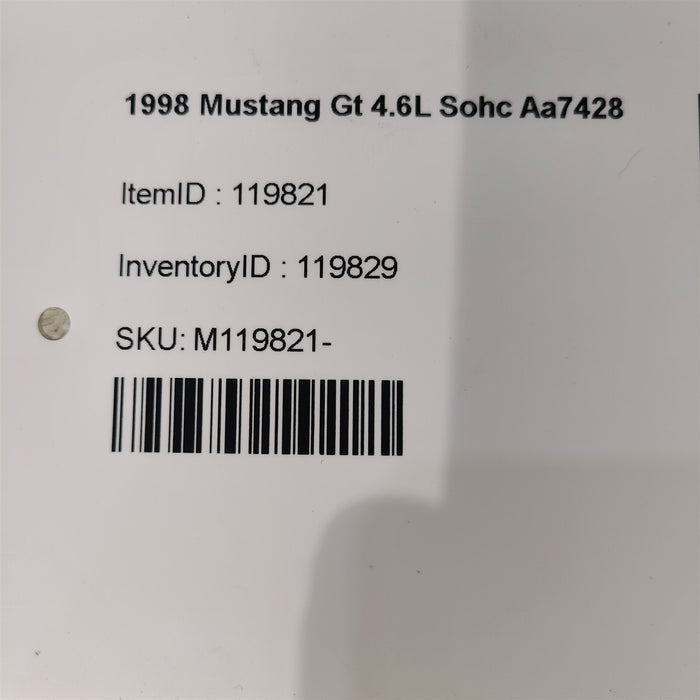 1998 Mustang Gt 4.6L Sohc Aa7428
ItemID : 119821
InventoryID : 119829
SKU: M119821-